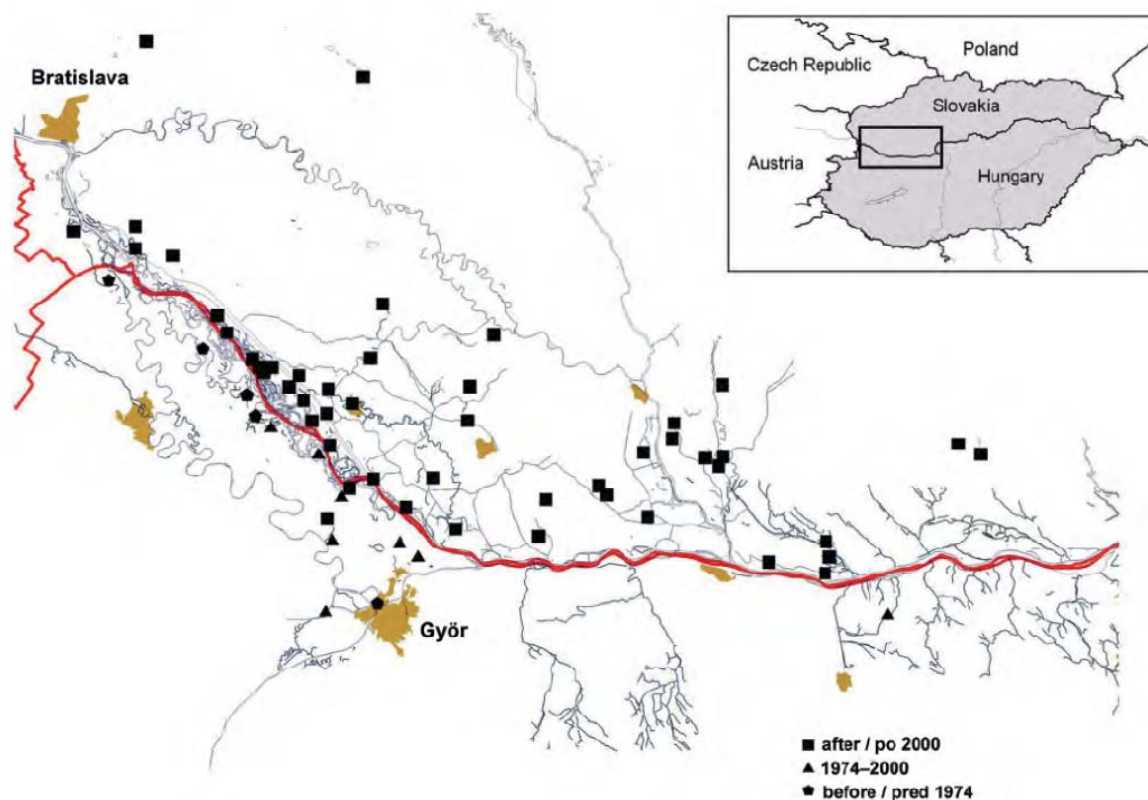 Bratislava
Poland
Czech Republic
Slovakia
Austria
Hungary
Györ
after / po 2000
1974–2000
before / pred 1974